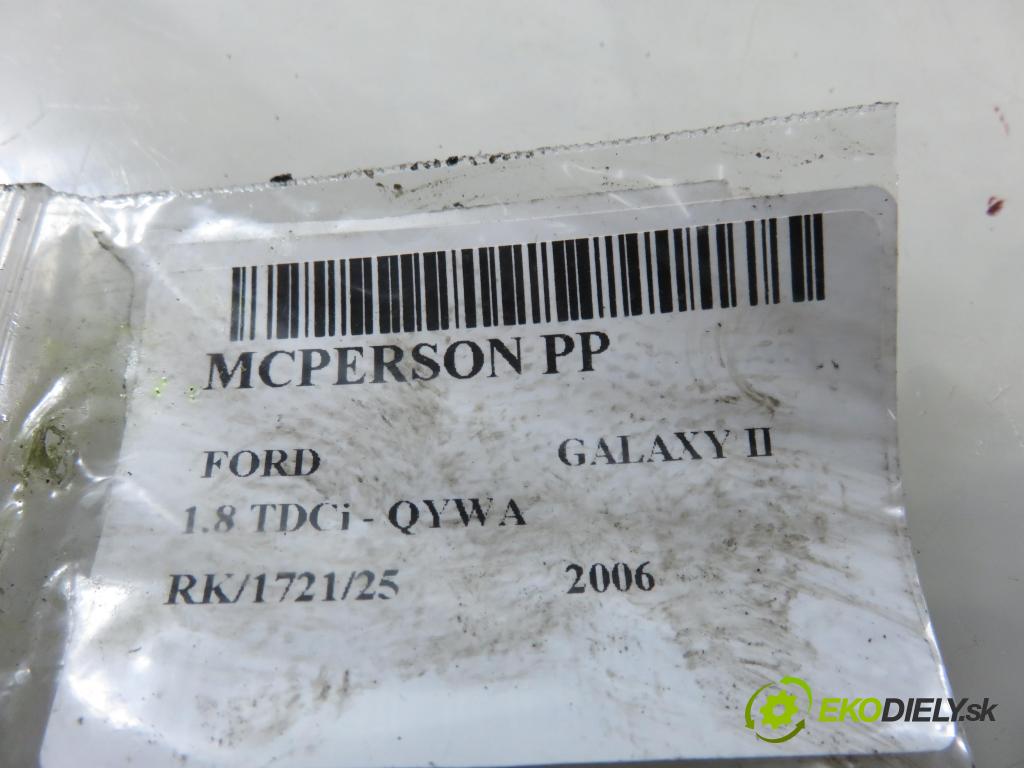 MCPERSON PP
FORD GALAXY II
1.8 TDCi - QYWA
RK/1721/25 2006
EKODIELY.sk